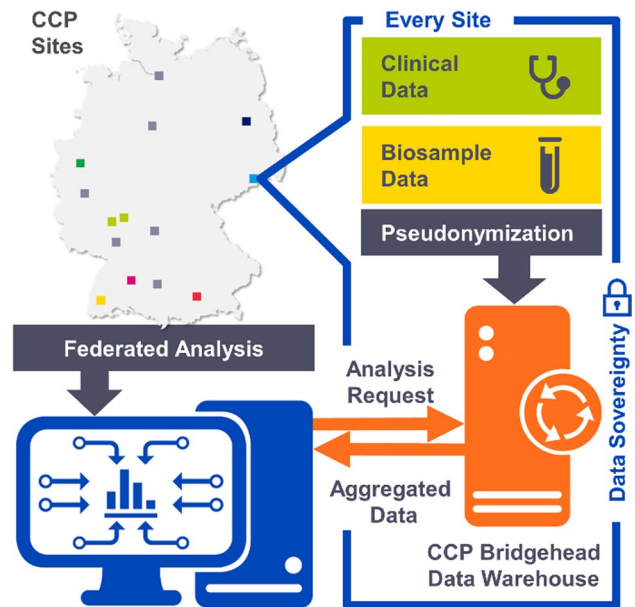 CCP
Sites
Every Site
Clinical
Data
Biosample
Data
Pseudonymization
Data Sovereignty
Federated Analysis
Analysis
Request
Aggregated
Data
CCP Bridgehead
Data Warehouse